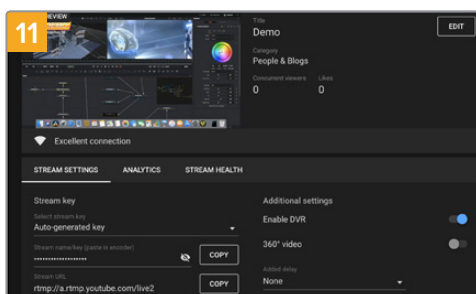 11
PREVIEW
Title
Demo
EDIT
Category
People & Blogs
Concurrent viewers
Likes
0
0
Excellent connection
STREAM SETTINGS
ANALYTICS
STREAM HEALTH
Stream key
Additional settings
Select stream key
Auto-generated key
Enable DVR
Stream name/key (paste in encoder)
COPY
360° video
Added delay
None
Stream URL
rtmp://a.rtmp.youtube.com/live2
COPY